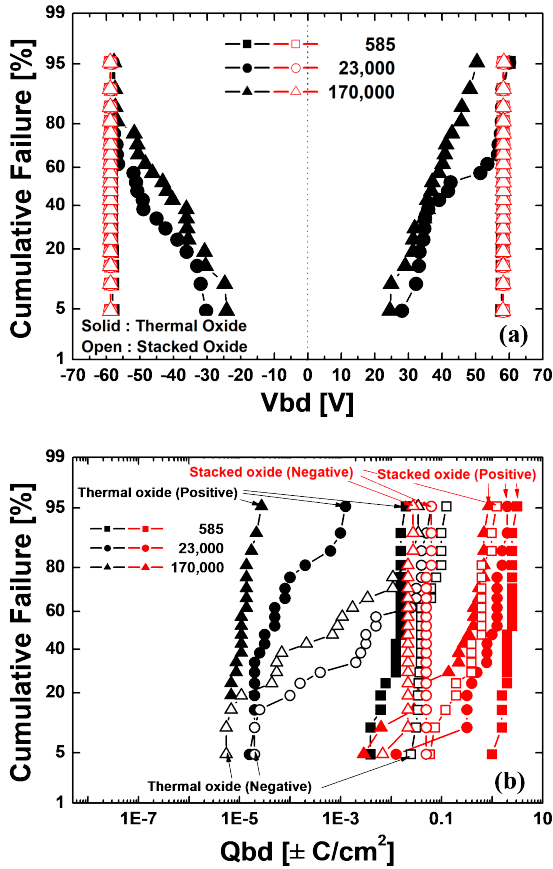 99
95
80
60
40
20
5
1
Cumulative Failure [%]
585
23,000
170,000
Solid : Thermal Oxide
Open : Stacked Oxide
(a)
-70 -60 -50 -40 -30 -20 -10 0 10 20 30 40 50 60 70
Vbd [V]
99
95
80
60
40
20
5
1
Cumulative Failure [%]
Stacked oxide (Negative) Stacked oxide (Positive)
Thermal oxide (Positive)
585
23,000
170,000
Thermal oxide (Negative)
(b)
1E-7 1E-5 1E-3 0.1 10
Qbd [± C/cm²]